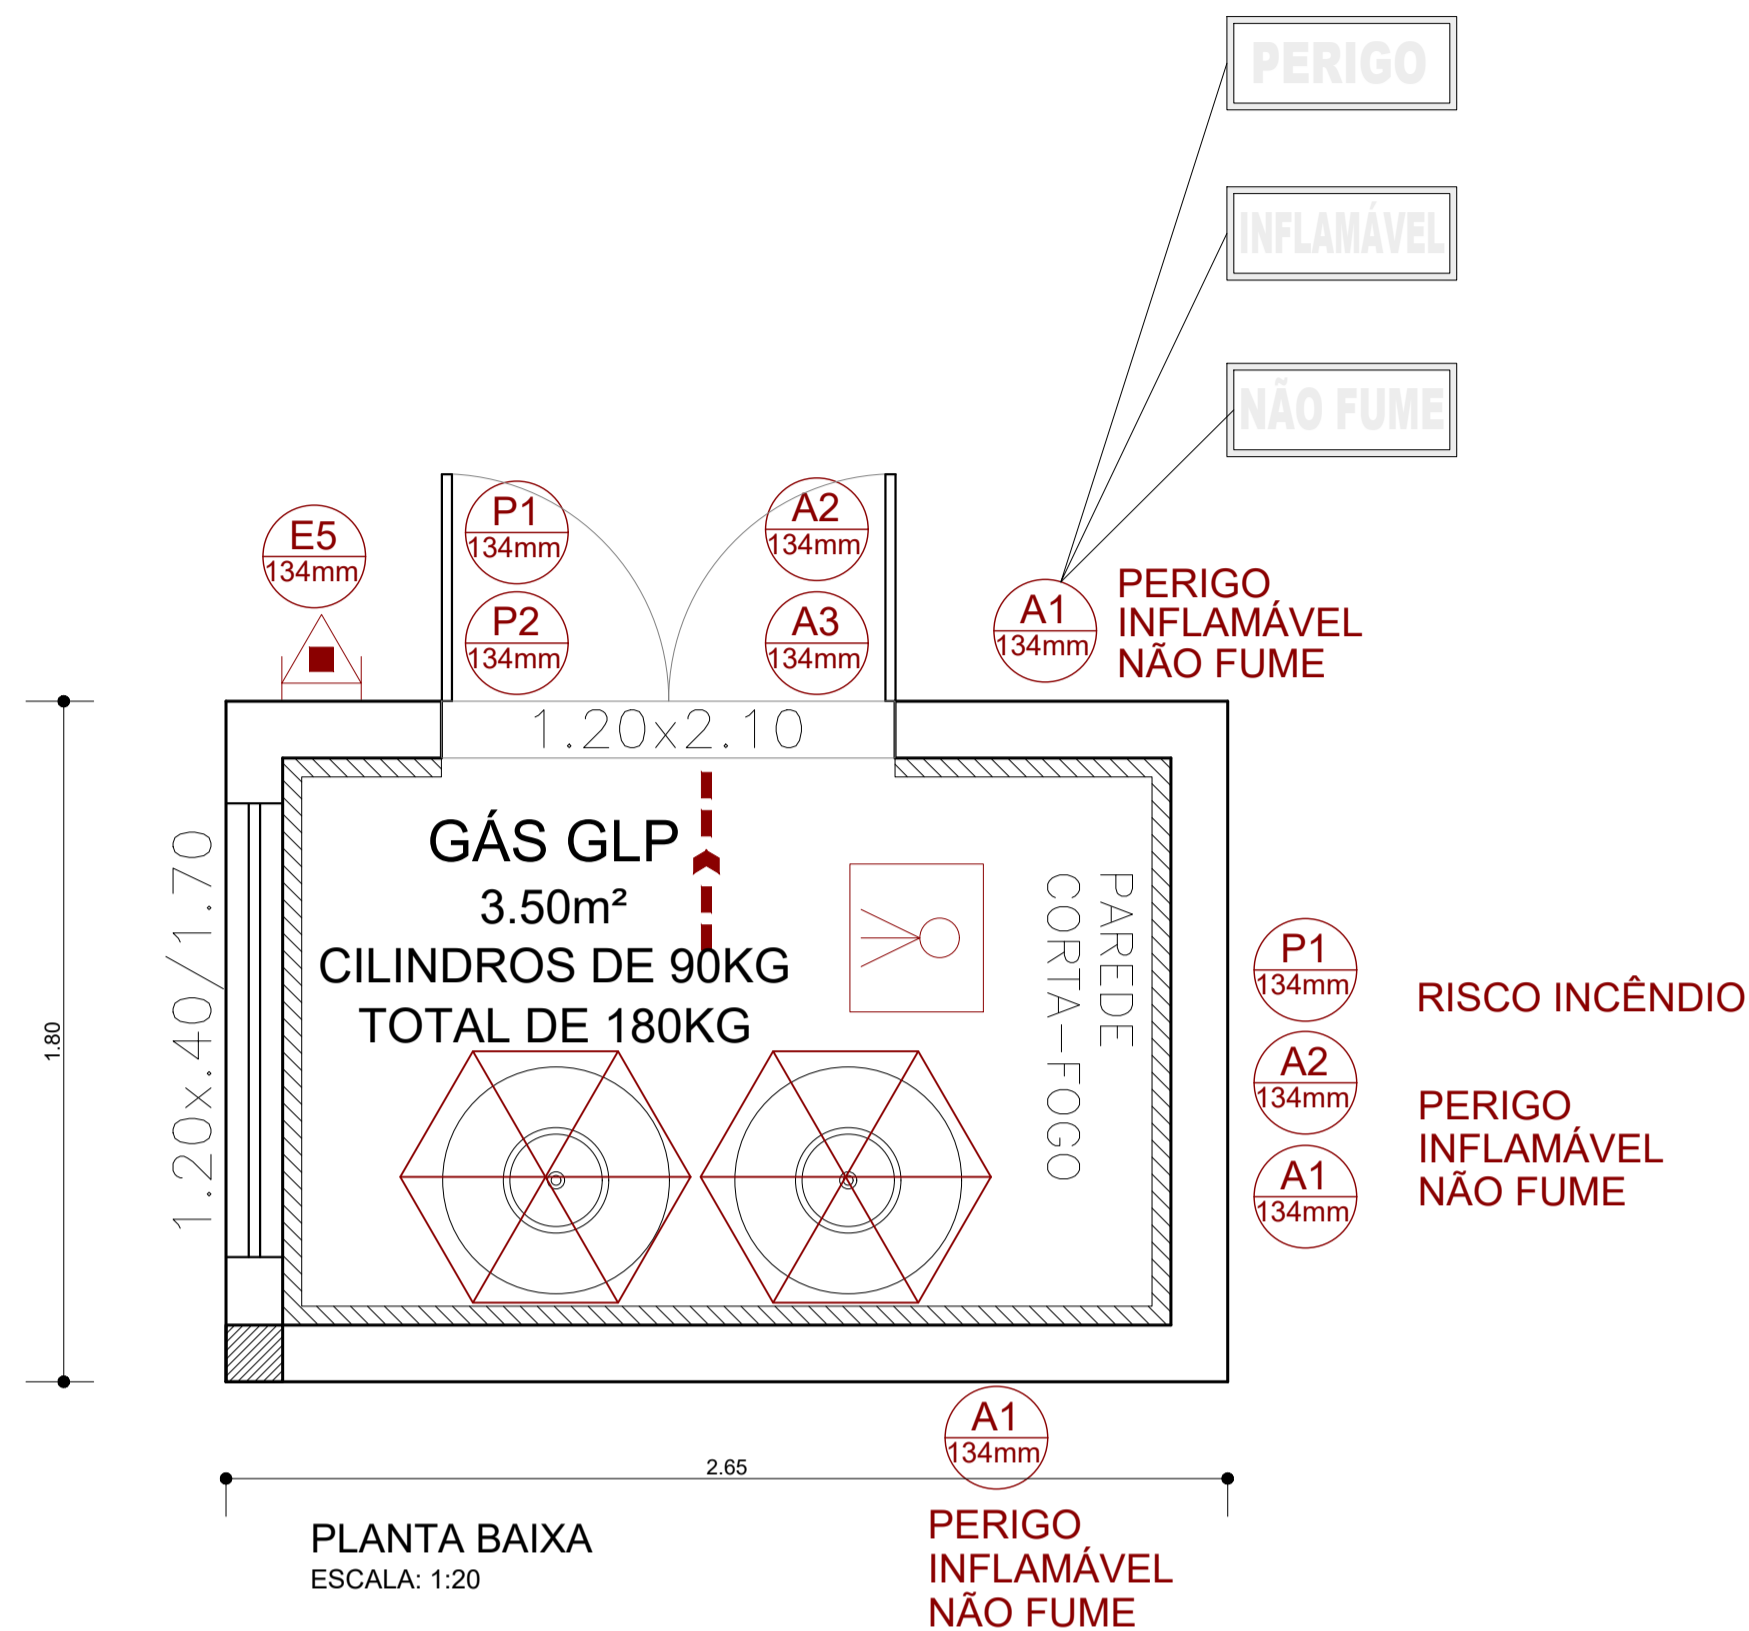 PERIGO
INFLAMÁVEL
NÃO FUME
E5
134mm
P1
134mm
P2
134mm
A2
134mm
A3
134mm
A1
134mm
PERIGO
INFLAMÁVEL
NÃO FUME
1.20x2.10
GÁS GLP
3.50m²
CILINDROS DE 90KG
TOTAL DE 180KG
PAREDE
CORTA-FOGO
1.20x.40/1.70
1.80
P1
134mm
RISCO INCÊNDIO
A2
134mm
A1
134mm
PERIGO
INFLAMÁVEL
NÃO FUME
A1
134mm
2.65
PERIGO
INFLAMÁVEL
NÃO FUME
PLANTA BAIXA
ESCALA: 1:20